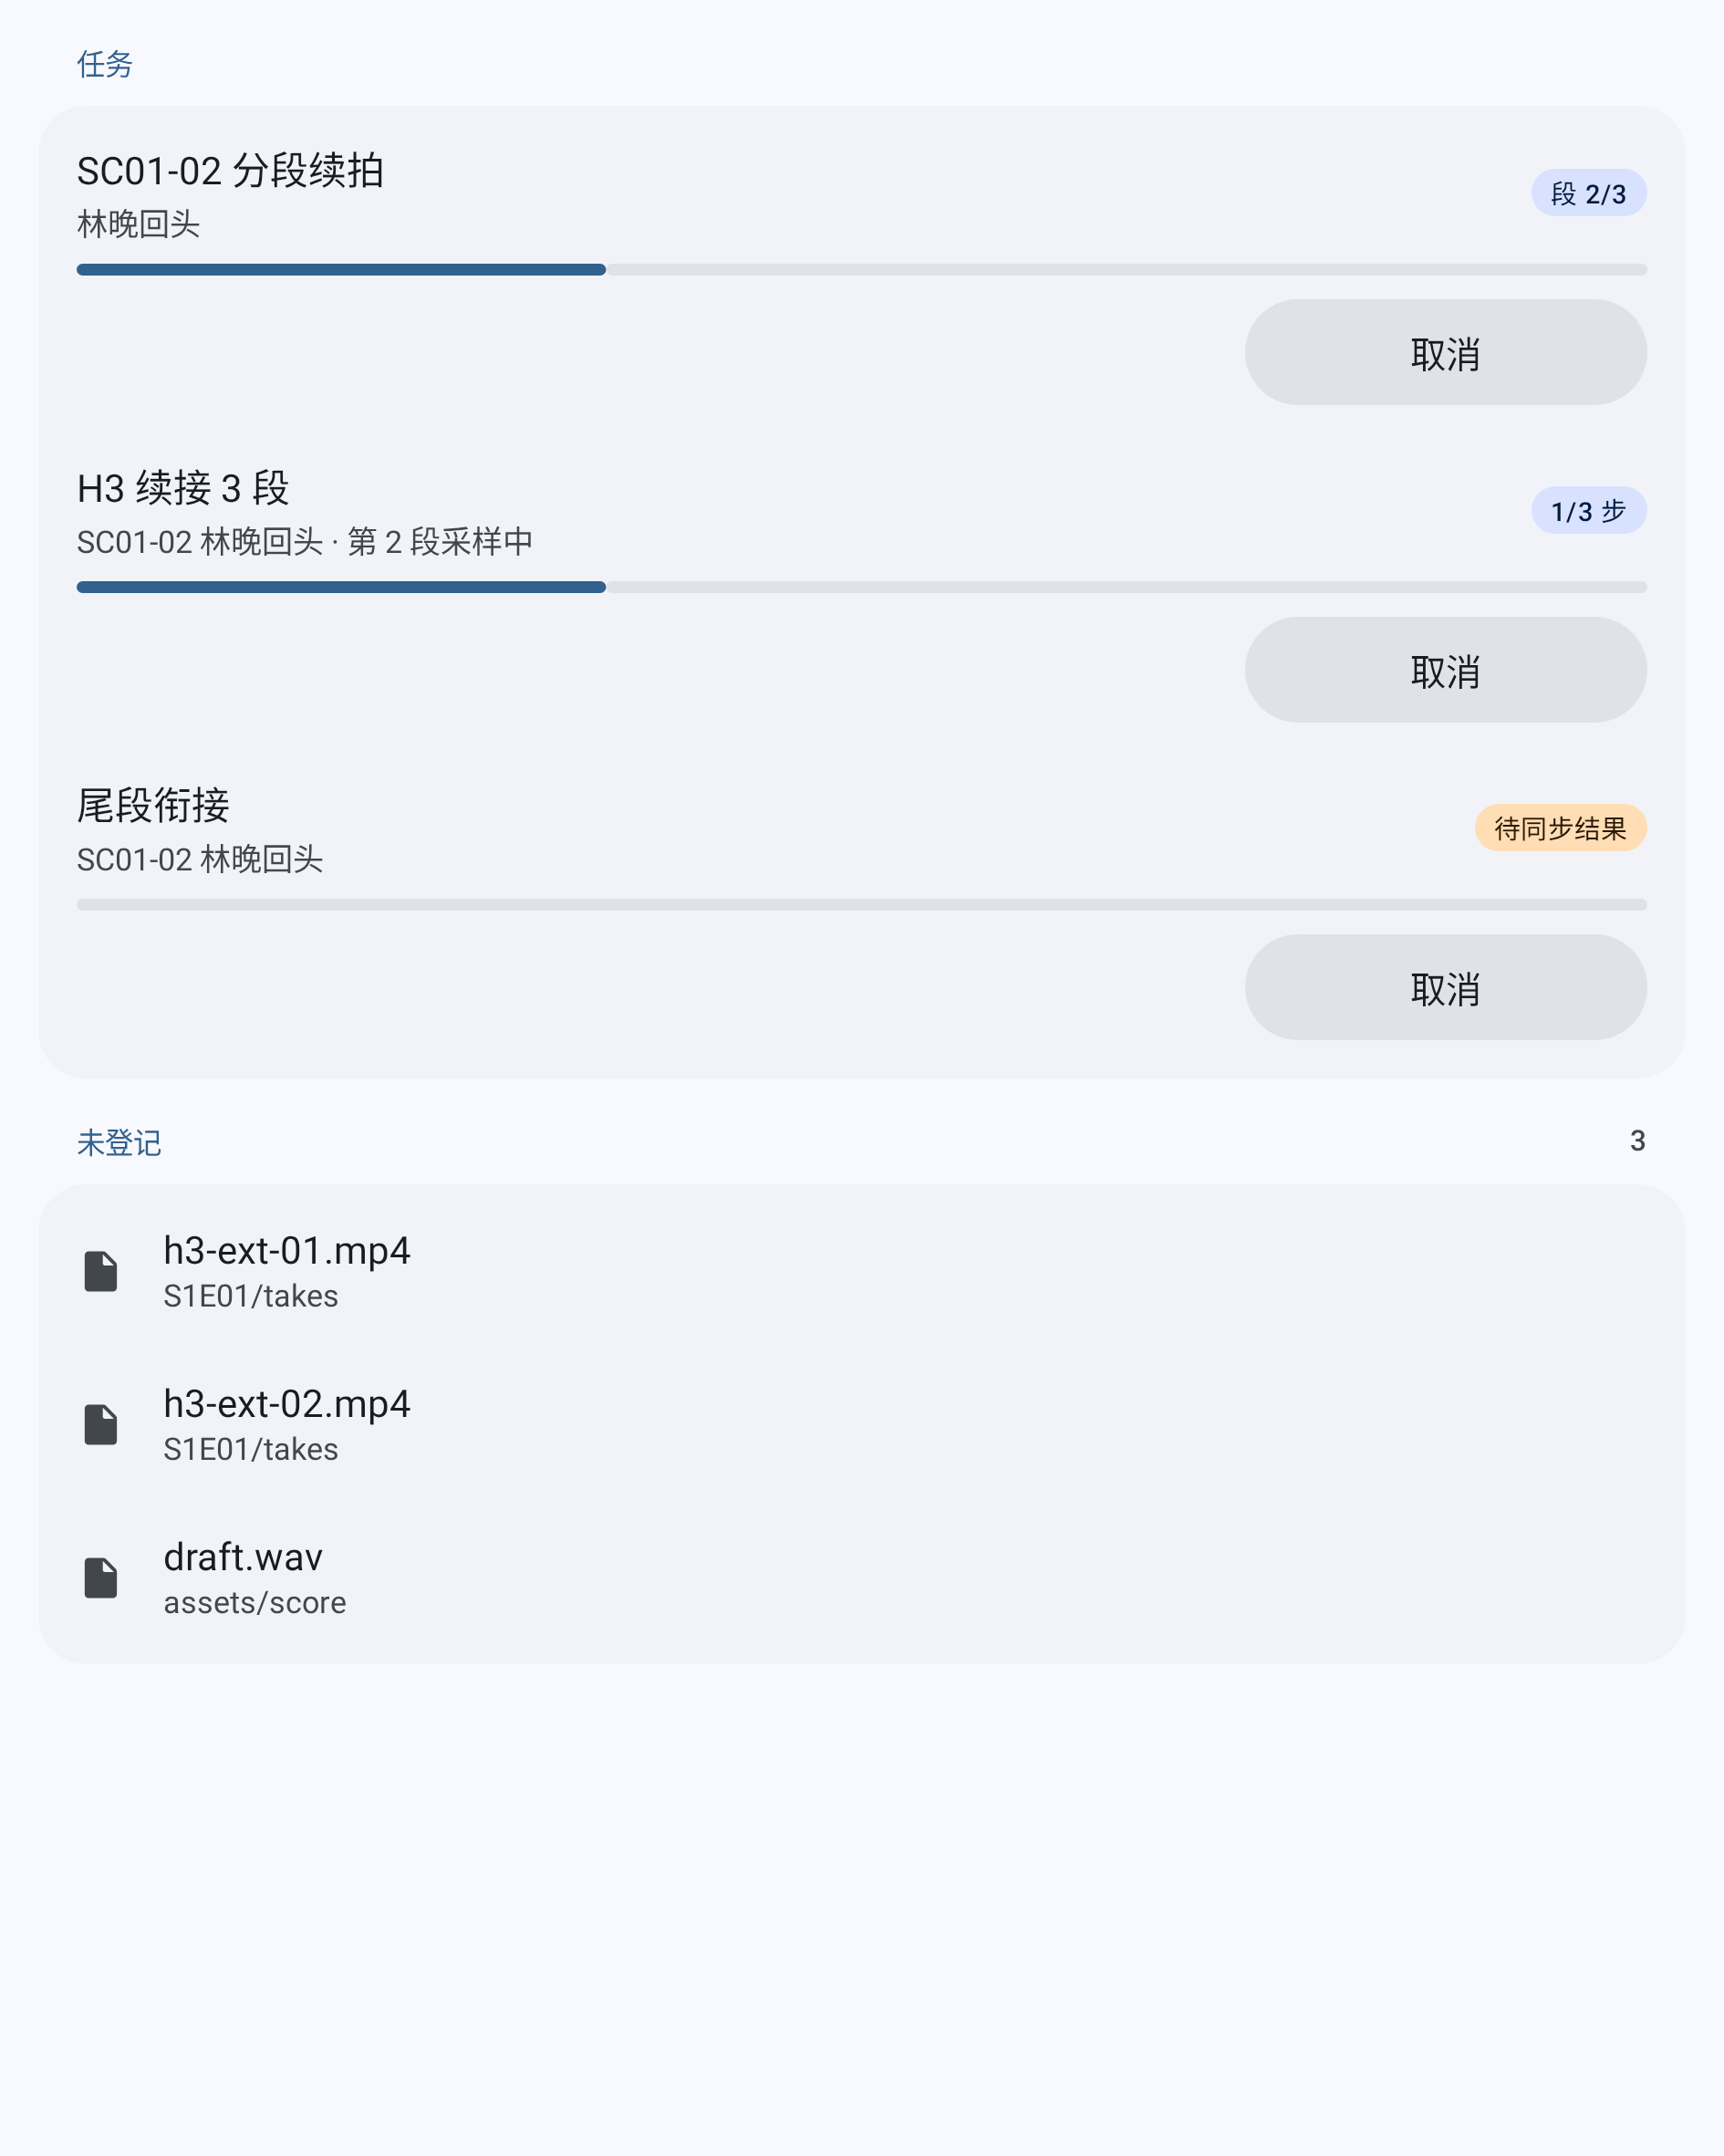 任务
SC01-02 分段续拍
段 2/3
林晚回头
取消
H3 续接 3 段
1/3 步
SC01-02 林晚回头 · 第 2 段采样中
取消
尾段衔接
待同步结果
SC01-02 林晚回头
取消
未登记
3
h3-ext-01.mp4
S1E01/takes
h3-ext-02.mp4
S1E01/takes
draft.wav
assets/score